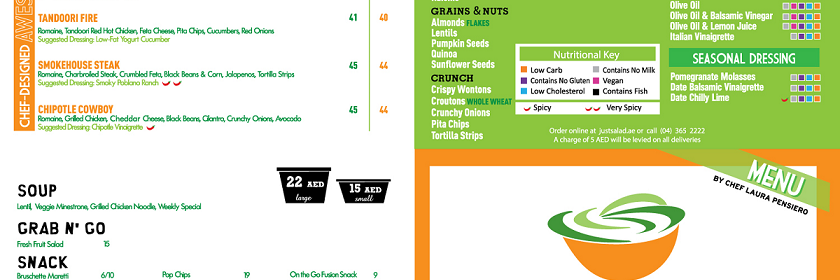 CHEF-DESIGNED AWES
TANDOORI FIRE 41 40
Romaine, Tandoori Red Hot Chicken, Feta Cheese, Pita Chips, Cucumbers, Red Onions
Suggested Dressing: Low-Fat Yogurt Cucumber
SMOKEHOUSE STEAK 45 44
Romaine, Charbroiled Steak, Crumbled Feta, Black Beans & Corn, Jalapenos, Tortilla Strips
Suggested Dressing: Smoky Poblano Ranch
CHIPOTLE COWBOY 45 44
Romaine, Grilled Chicken, Cheddar Cheese, Black Beans, Cilantro, Crunchy Onions, Avocado
Suggested Dressing: Chipotle Vinaigrette
SOUP
Lentil, Veggie Minestrone, Grilled Chicken Noodle, Weekly Special
22 AED
large
15 AED
small
GRAB N' GO
Fresh Fruit Salad 15
SNACK
Bruschette Maretti 6/10 Pop Chips 19 On the Go Fusion Snack 9
GRAINS & NUTS
Almonds FLAKES
Lentils
Pumpkin Seeds
Quinoa
Sunflower Seeds
CRUNCH
Crispy Wontons
Croutons WHOLE WHEAT
Crunchy Onions
Pita Chips
Tortilla Strips
Nutritional Key
Low Carb Contains No Milk
Contains No Gluten Vegan
Low Cholesterol Contains Fish
Spicy Very Spicy
Olive Oil
Olive Oil & Balsamic Vinegar
Olive Oil & Lemon Juice
Italian Vinaigrette
SEASONAL DRESSING
Pomegranate Molasses
Date Balsamic Vinaigrette
Date Chilly Lime
Order online at justsalad.ae or call (04) 365 2222
A charge of 5 AED will be levied on all deliveries
MENU
BY CHEF LAURA PENSIERO